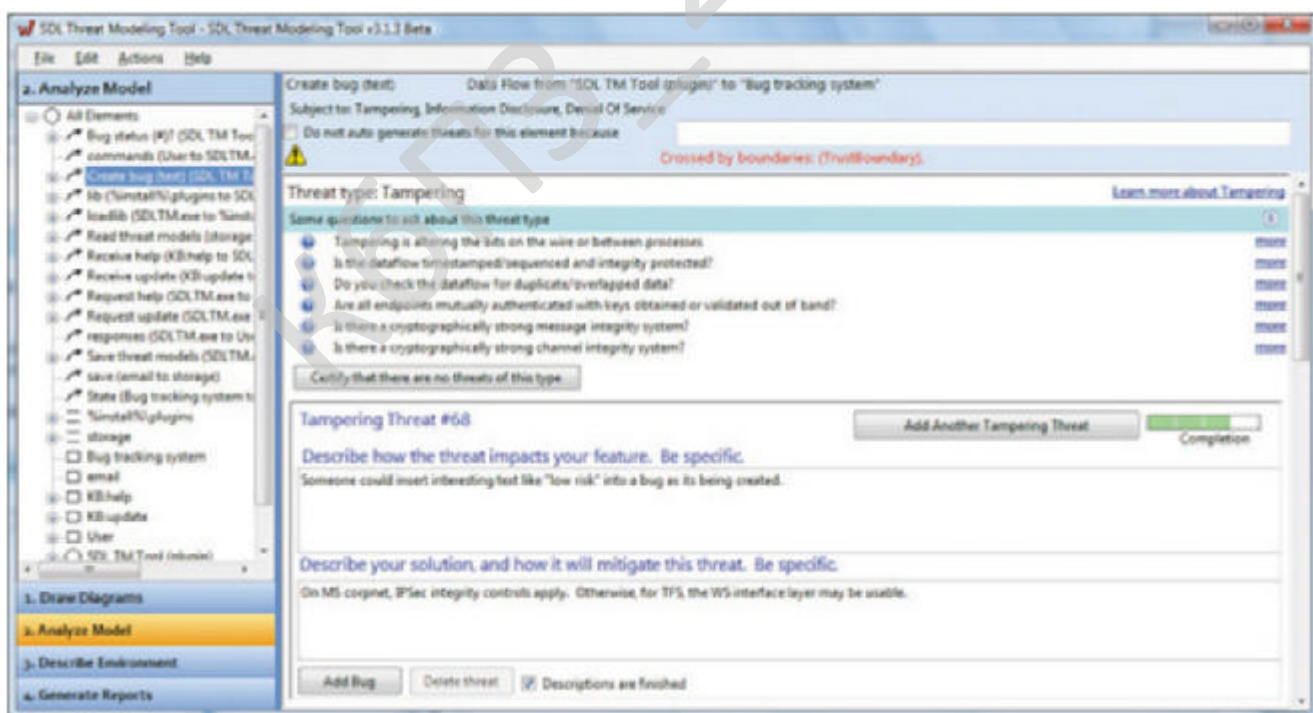 SDL Threat Modeling Tool - SDL Threat Modeling Tool v3.1.3 Beta
File Edit Actions Help
2. Analyze Model
All Elements
Bug status (#)? (SDL TM Too
commands (User to SDLTM.
Create bug (text) (SDL TM T
lib (%install%\plugins to SDL
loadlib (SDLTM.exe to %insta
Read threat models (storage
Receive help (KB:help to SDL
Receive update (KB:update t
Request help (SDLTM.exe to
Request update (SDLTM.exe
responses (SDLTM.exe to Use
Save threat models (SDLTM.
save (email to storage)
State (Bug tracking system to
%install%\plugins
storage
Bug tracking system
email
KB:help
KB:update
User
SDL TM Tool (plugin)
1. Draw Diagrams
2. Analyze Model
3. Describe Environment
4. Generate Reports
Create bug (text) Data Flow from "SDL TM Tool (plugin)" to "Bug tracking system"
Subject to: Tampering, Information Disclosure, Denial Of Service
Do not auto generate threats for this element because
Crossed by boundaries: (TrustBoundary).
Threat type: Tampering Learn more about Tampering
Some questions to ask about this threat type
Tampering is altering the bits on the wire or between processes more
Is the dataflow timestamped/sequenced and integrity protected? more
Do you check the dataflow for duplicate/overlapped data? more
Are all endpoints mutually authenticated with keys obtained or validated out of band? more
Is there a cryptographically strong message integrity system? more
Is there a cryptographically strong channel integrity system? more
Certify that there are no threats of this type
Tampering Threat #68 Add Another Tampering Threat
Completion
Describe how the threat impacts your feature. Be specific.
Someone could insert interesting text like "low risk" into a bug as its being created.
Describe your solution, and how it will mitigate this threat. Be specific.
On MS corpnet, IPSec integrity controls apply. Otherwise, for TFS, the WS interface layer may be usable.
Add Bug Delete threat Descriptions are finished